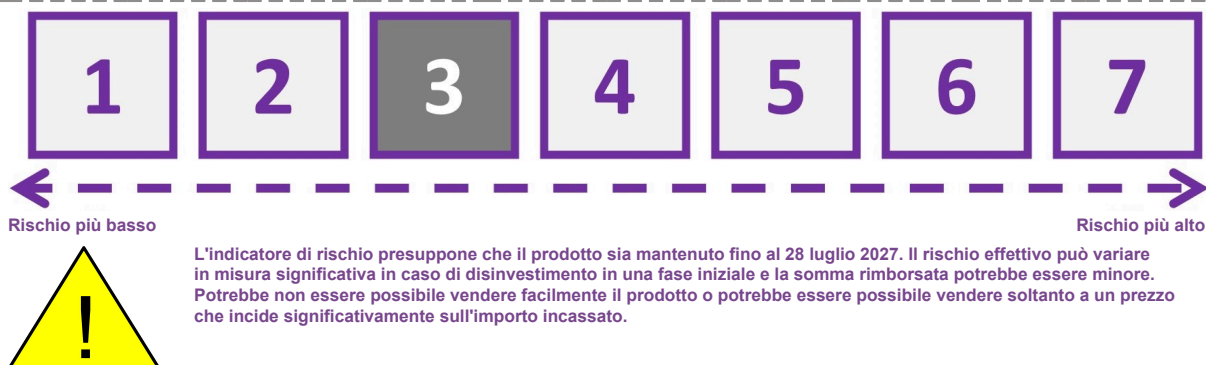 1 2 3 4 5 6 7
Rischio più basso Rischio più alto
L'indicatore di rischio presuppone che il prodotto sia mantenuto fino al 28 luglio 2027. Il rischio effettivo può variare
in misura significativa in caso di disinvestimento in una fase iniziale e la somma rimborsata potrebbe essere minore.
Potrebbe non essere possibile vendere facilmente il prodotto o potrebbe essere possibile vendere soltanto a un prezzo
che incide significativamente sull'importo incassato.
!